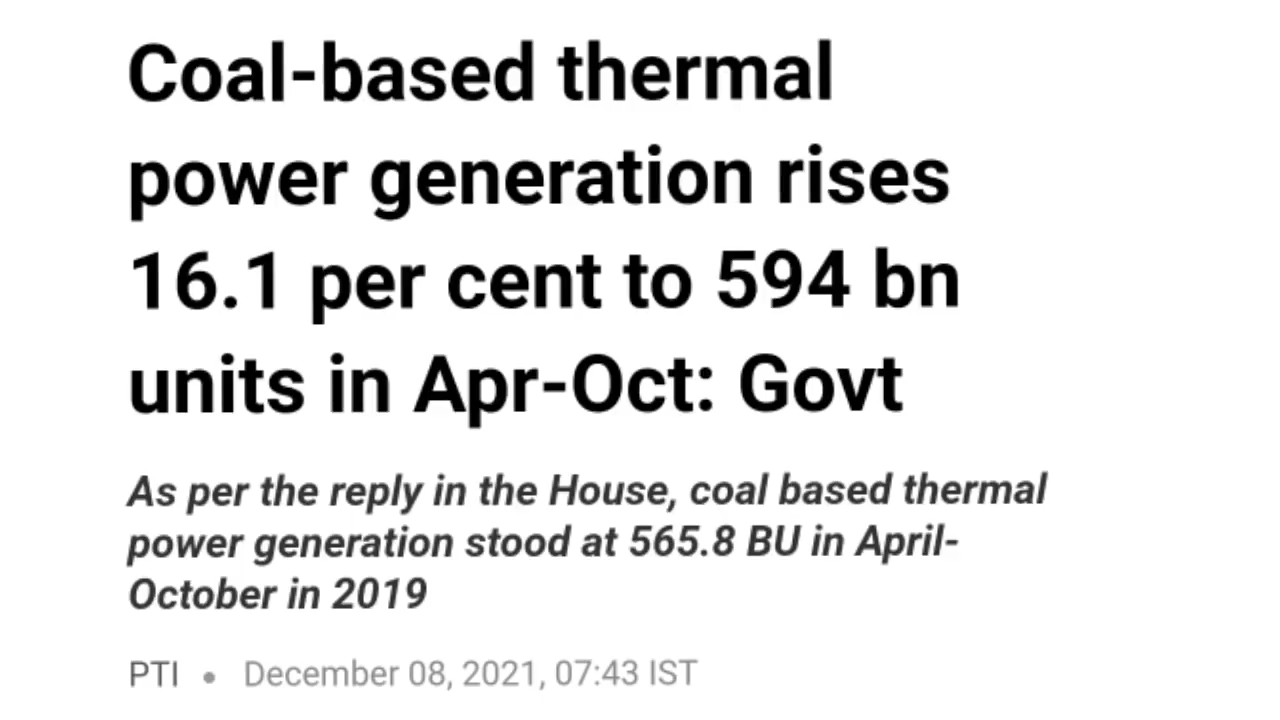 Coal-based thermal
power generation rises
16.1 per cent to 594 bn
units in Apr-Oct: Govt
As per the reply in the House, coal based thermal
power generation stood at 565.8 BU in April-
October in 2019
PTI • December 08, 2021, 07:43 IST